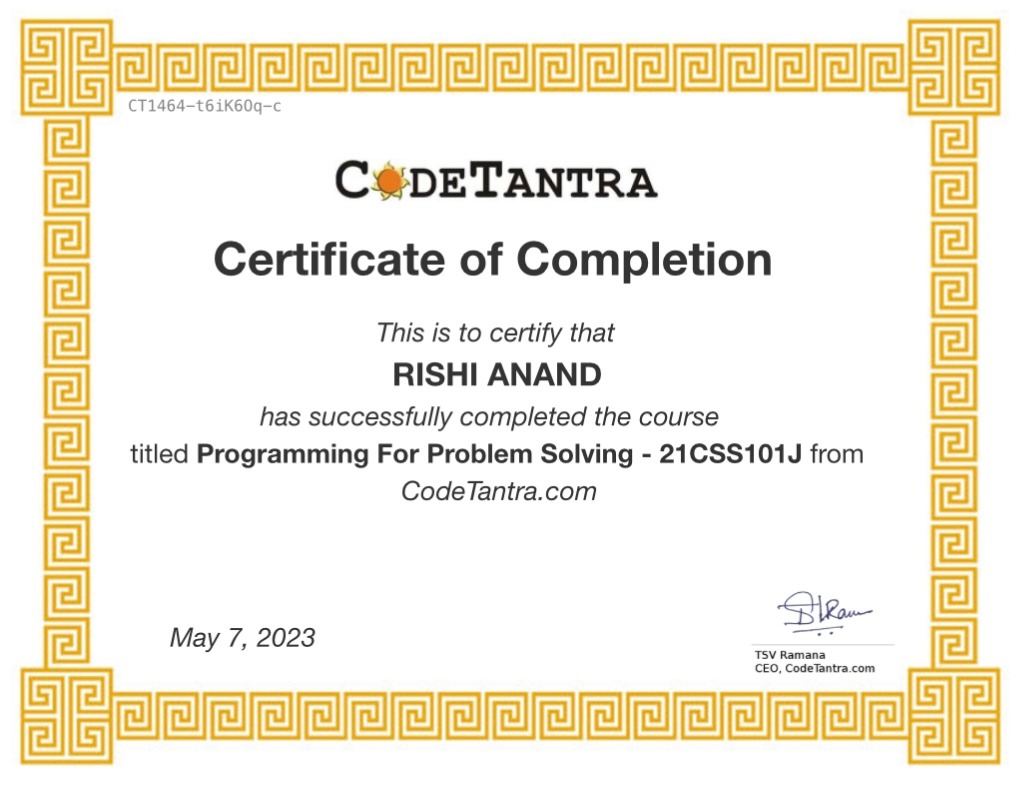 CT1464-t6iK6Oq-c
CODETANTRA
Certificate of Completion
This is to certify that
RISHI ANAND
has successfully completed the course
titled Programming For Problem Solving - 21CSS101J from
CodeTantra.com
May 7, 2023
TSV Ramana
CEO, CodeTantra.com